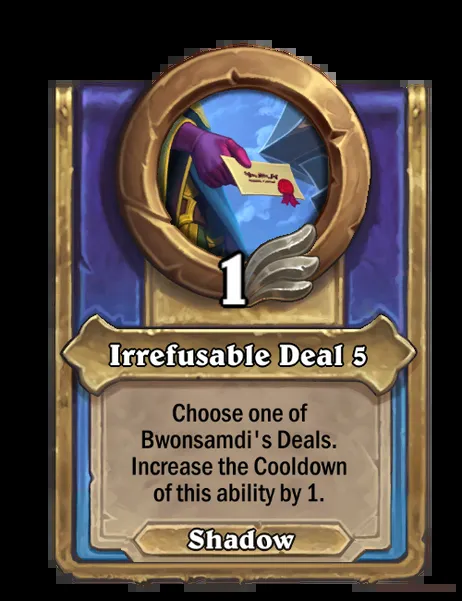 1
Irrefusable Deal 5
Choose one of
Bwonsamdi's Deals.
Increase the Cooldown
of this ability by 1.
Shadow